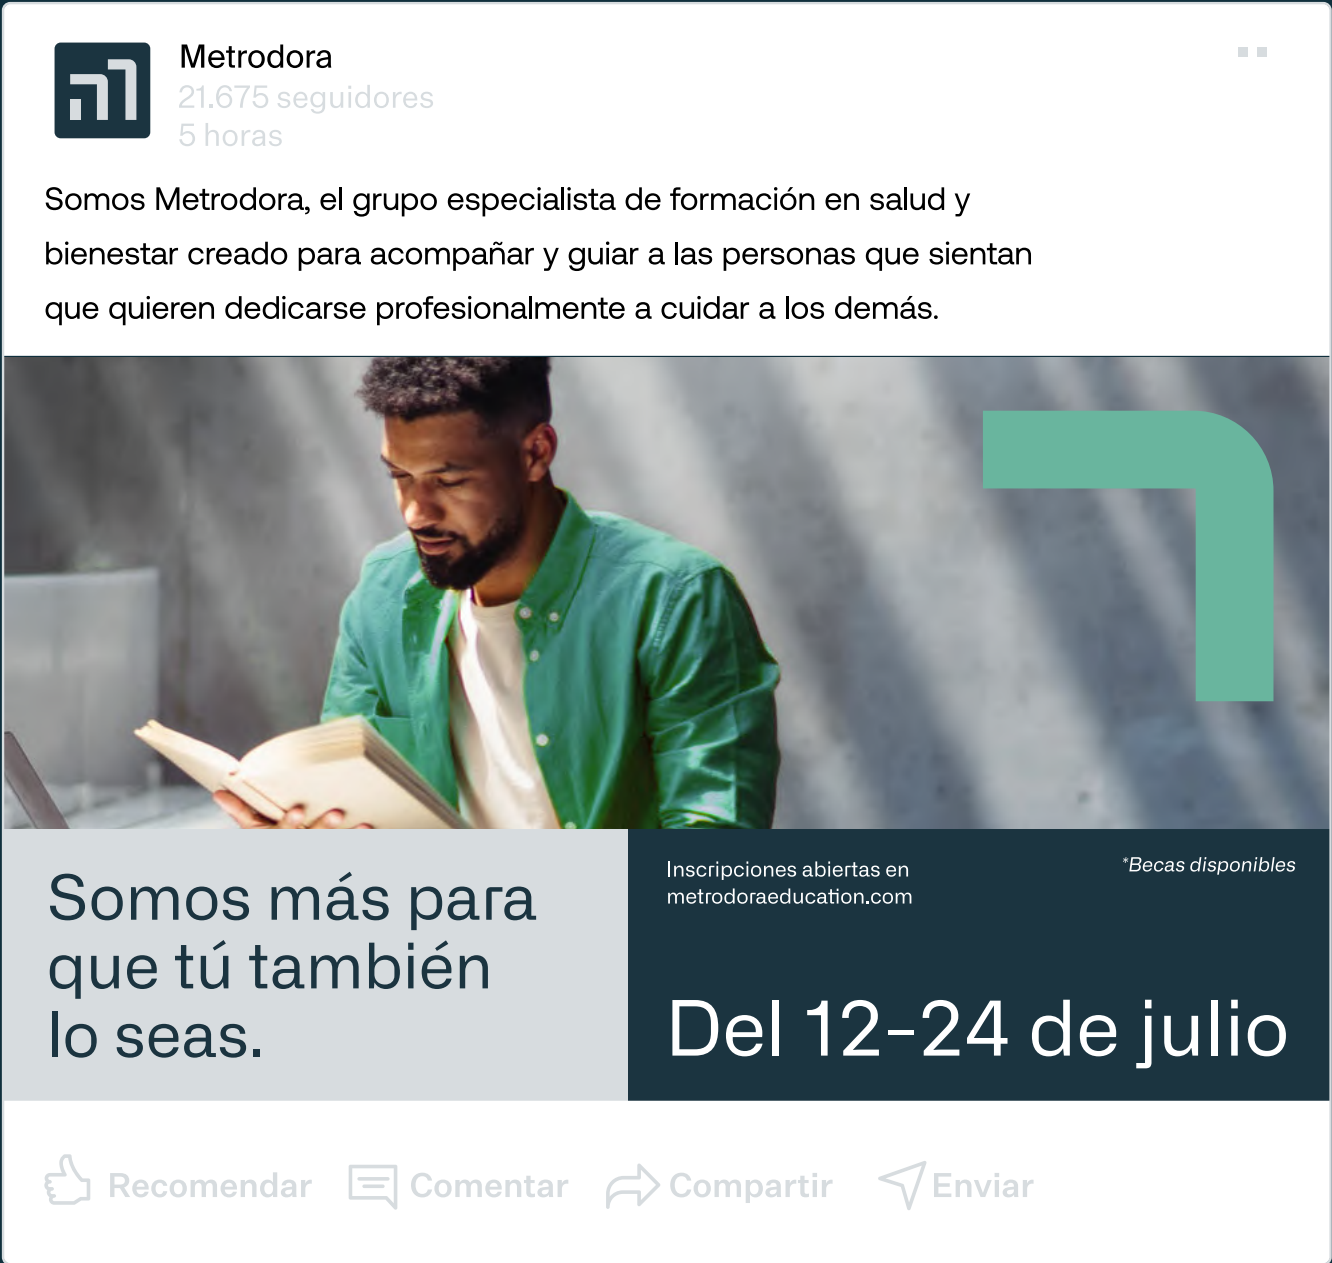 Metrodora
21.675 seguidores
5 horas
Somos Metrodora, el grupo especialista de formación en salud y
bienestar creado para acompañar y guiar a las personas que sientan
que quieren dedicarse profesionalmente a cuidar a los demás.
Somos más para
que tú también
lo seas.
Inscripciones abiertas en
metrodoraeducation.com
*Becas disponibles
Del 12-24 de julio
Recomendar
Comentar
Compartir
Enviar